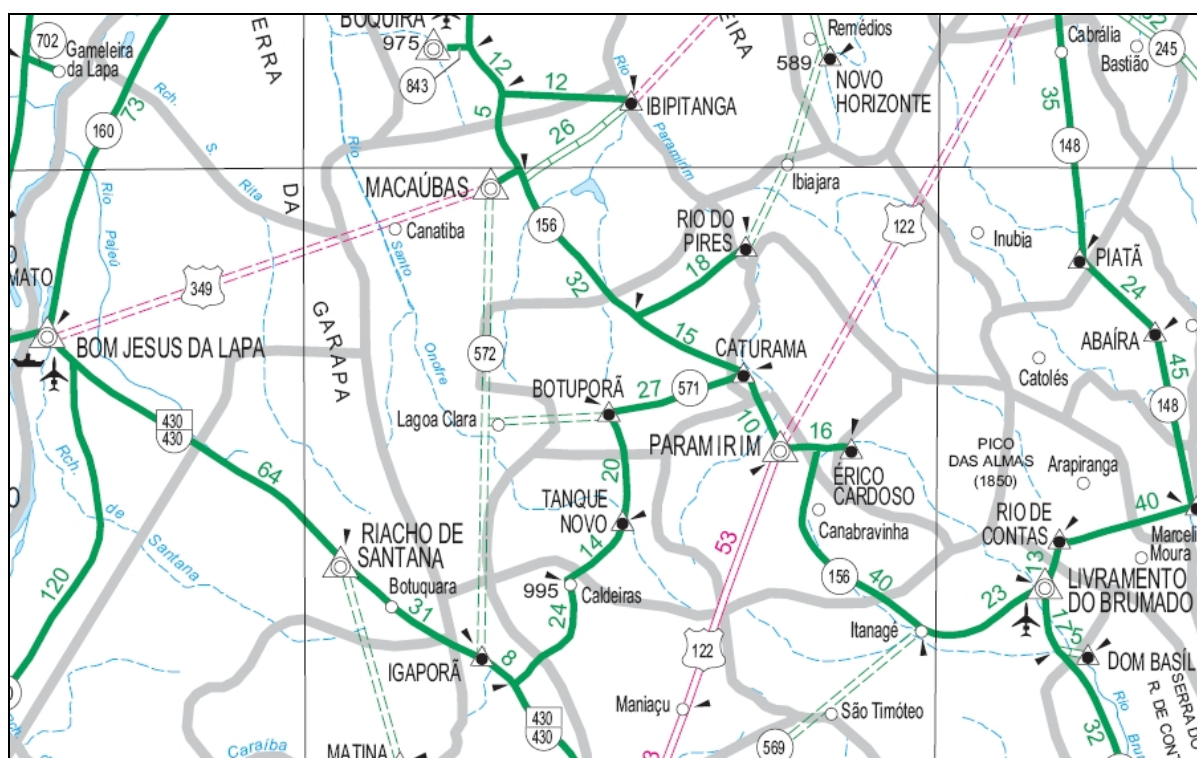 702
Gameleira
da Lapa
ERRA
BOQUIRA
975
843
12
5
12
26
IBIPITANGA
Rio
Paramirim
EIRA
Remédios
589
NOVO
HORIZONTE
Cabrália
Bastião
245
35
148
160
73
Rch.
S.
Rita
Rio
Pajeú
DA
Rio
Santo
Onofre
MACAÚBAS
Canatiba
156
32
RIO DO
PIRES
18
Ibiajara
122
Inubia
PIATÃ
24
ABAÍRA
45
148
MATO
349
BOM JESUS DA LAPA
GARAPA
572
15
CATURAMA
BOTUPORÃ
27
571
10
Lagoa Clara
Catolés
430
430
64
20
PARAMIRIM
16
ÉRICO
CARDOSO
Canabravinha
PICO
DAS ALMAS
(1850)
Arapiranga
RIO DE
CONTAS
40
Marceli
Moura
Rch.
de
Santana
120
RIACHO DE
SANTANA
Botuquara
31
TANQUE
NOVO
14
995
Caldeiras
24
53
156
40
13
LIVRAMENTO
DO BRUMADO
23
Itanagé
17
5
DOM BASÍL
IGAPORÃ
8
430
430
122
Maniaçu
São Timóteo
569
32
Rio
Bru
SERRA DO
R. DE CONT
Caraíba
MATINA